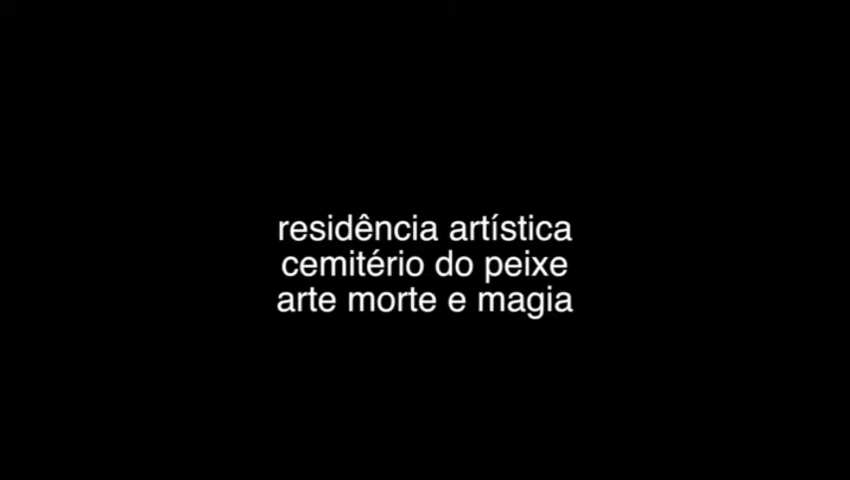 residência artística
cemitério do peixe
arte morte e magia